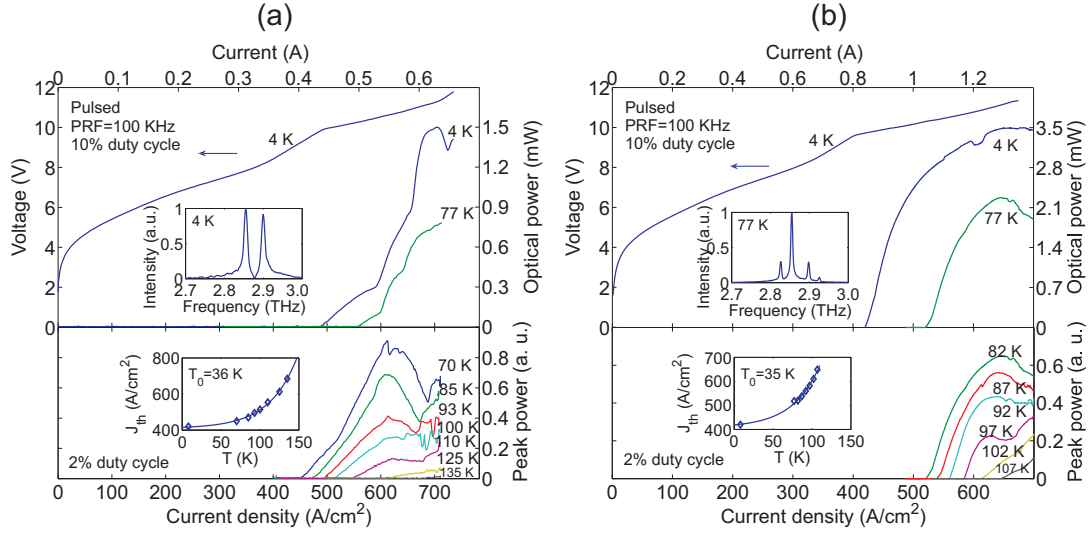 (a)
Current (A)
0 0.1 0.2 0.3 0.4 0.5 0.6
12
10
8
6
4
2
0
Voltage (V)
Pulsed
PRF=100 KHz
10% duty cycle
4 K
4 K
77 K
1.5
1.2
0.9
0.6
0.3
0
Optical power (mW)
4 K
1
0.5
0
Intensity (a.u.)
2.7 2.8 2.9 3.0
Frequency (THz)
T0=36 K
800
600
400
Jth (A/cm2)
0 50 100 150
T (K)
2% duty cycle
70 K
85 K
93 K
100 K
110 K
125 K
135 K
0.8
0.6
0.4
0.2
0
Peak power (a. u.)
0 100 200 300 400 500 600 700
Current density (A/cm2)
(b)
Current (A)
0 0.2 0.4 0.6 0.8 1 1.2
12
10
8
6
4
2
0
Voltage (V)
Pulsed
PRF=100 KHz
10% duty cycle
4 K
4 K
77 K
3.5
2.8
2.1
1.4
0.7
0
Optical power (mW)
77 K
1
0.5
0
Intensity (a.u.)
2.7 2.8 2.9 3.0
Frequency (THz)
T0=35 K
700
600
500
400
Jth (A/cm2)
0 50 100 150
T (K)
2% duty cycle
82 K
87 K
92 K
97 K
102 K
107 K
0.8
0.6
0.4
0.2
0
Peak power (a. u.)
0 100 200 300 400 500 600
Current density (A/cm2)